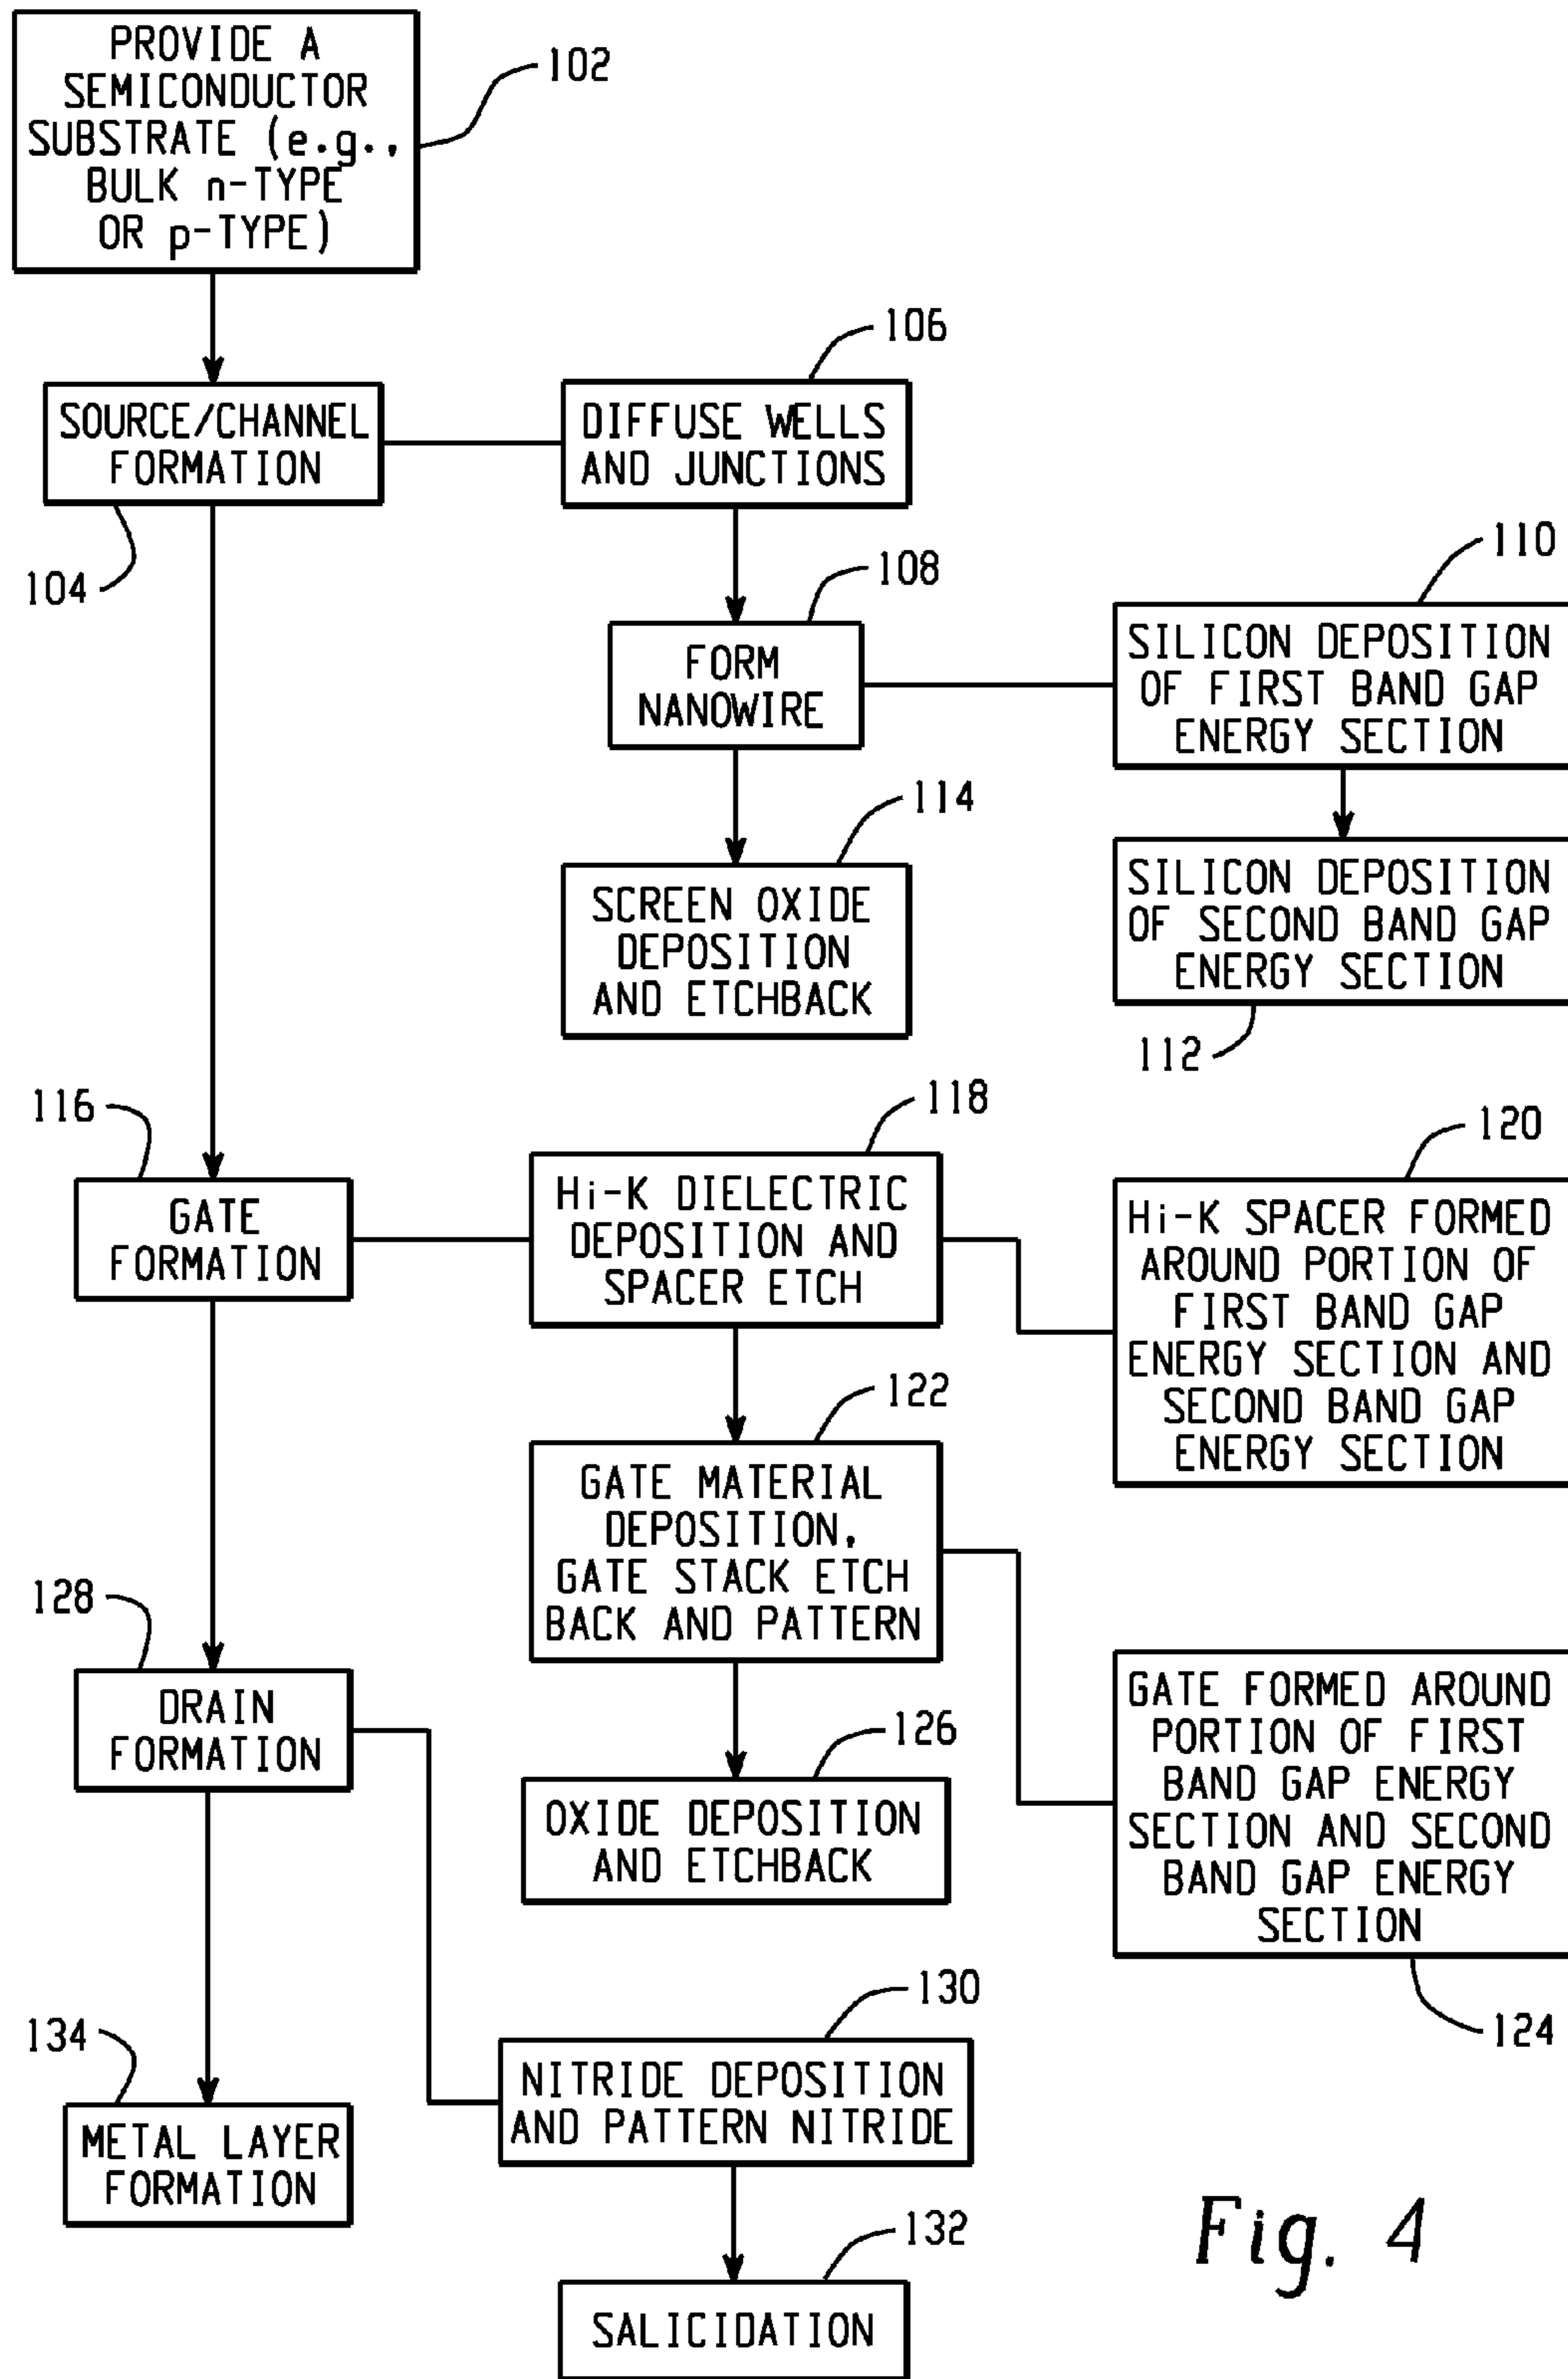 PROVIDE A
SEMICONDUCTOR
SUBSTRATE (e.g.,
BULK n-TYPE
OR p-TYPE)
102
SOURCE/CHANNEL
FORMATION
104
106
DIFFUSE WELLS
AND JUNCTIONS
108
FORM
NANOWIRE
110
SILICON DEPOSITION
OF FIRST BAND GAP
ENERGY SECTION
114
SCREEN OXIDE
DEPOSITION
AND ETCHBACK
SILICON DEPOSITION
OF SECOND BAND GAP
ENERGY SECTION
112
116
GATE
FORMATION
118
Hi-K DIELECTRIC
DEPOSITION AND
SPACER ETCH
120
Hi-K SPACER FORMED
AROUND PORTION OF
FIRST BAND GAP
ENERGY SECTION AND
SECOND BAND GAP
ENERGY SECTION
122
GATE MATERIAL
DEPOSITION,
GATE STACK ETCH
BACK AND PATTERN
GATE FORMED AROUND
PORTION OF FIRST
BAND GAP ENERGY
SECTION AND SECOND
BAND GAP ENERGY
SECTION
124
126
OXIDE DEPOSITION
AND ETCHBACK
128
DRAIN
FORMATION
130
NITRIDE DEPOSITION
AND PATTERN NITRIDE
132
SALICIDATION
134
METAL LAYER
FORMATION
Fig. 4